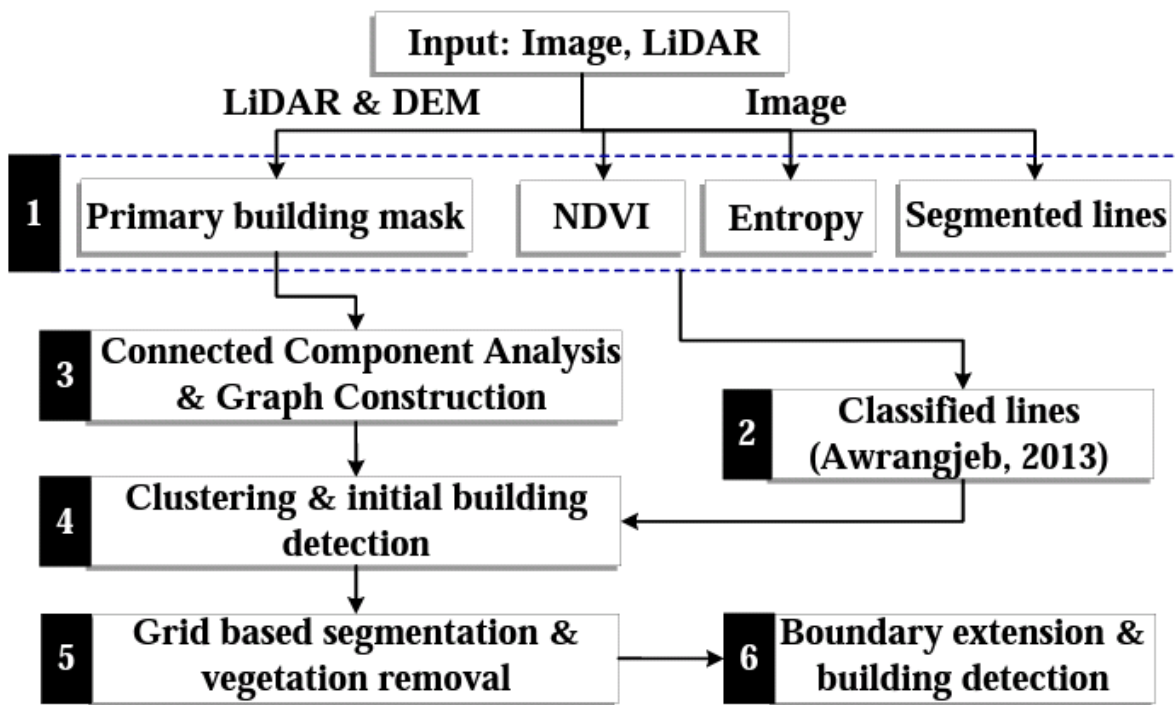 Input: Image, LiDAR
LiDAR & DEM
Image
1
Primary building mask
NDVI
Entropy
Segmented lines
3
Connected Component Analysis
& Graph Construction
2
Classified lines
(Awrangjeb, 2013)
4
Clustering & initial building
detection
5
Grid based segmentation &
vegetation removal
6
Boundary extension &
building detection